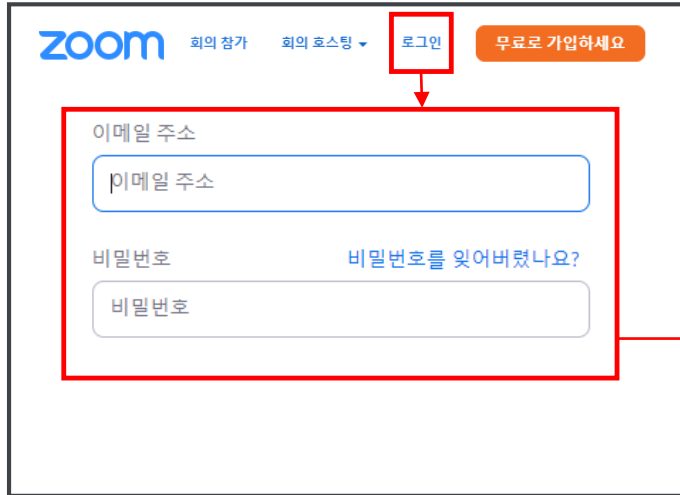 zoom 회의 참가 회의 호스팅 로그인 무료로 가입하세요
이메일 주소
이메일 주소
비밀번호 비밀번호를 잊어버렸나요?
비밀번호